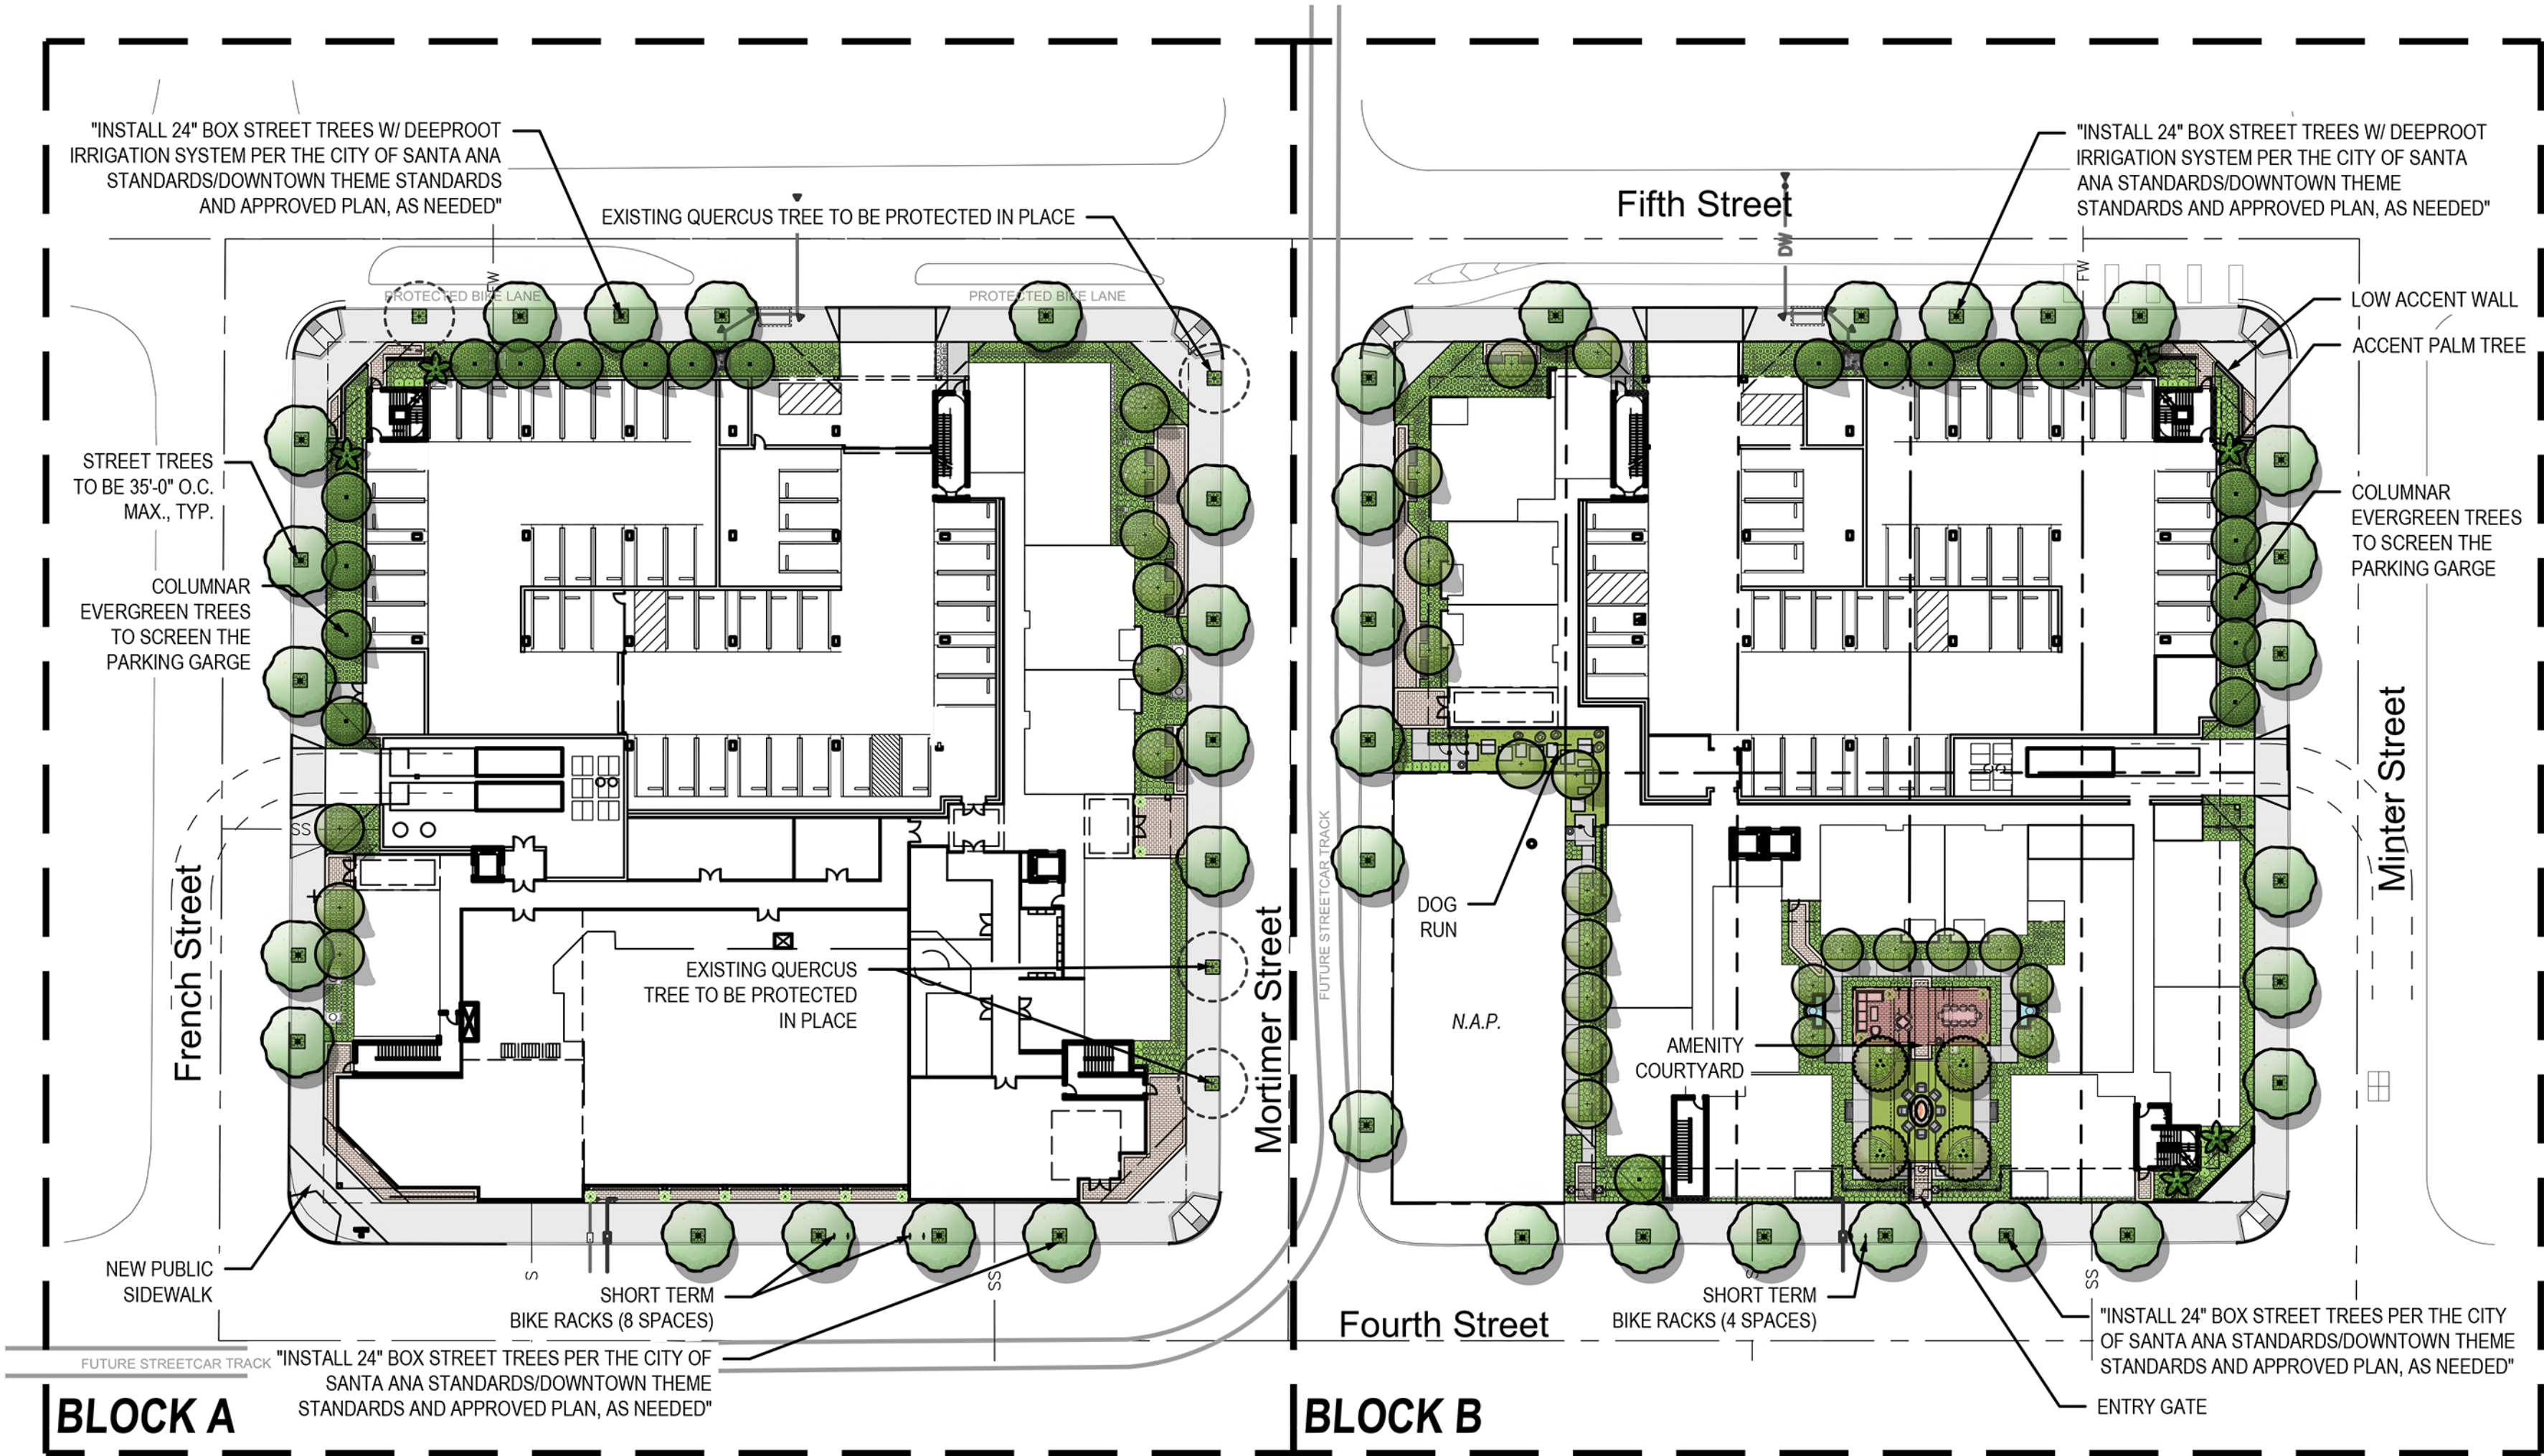 "INSTALL 24" BOX STREET TREES W/ DEEPROOT
IRRIGATION SYSTEM PER THE CITY OF SANTA ANA
STANDARDS/DOWNTOWN THEME STANDARDS
AND APPROVED PLAN, AS NEEDED"
EXISTING QUERCUS TREE TO BE PROTECTED IN PLACE
Fifth Street
"INSTALL 24" BOX STREET TREES W/ DEEPROOT
IRRIGATION SYSTEM PER THE CITY OF SANTA
ANA STANDARDS/DOWNTOWN THEME
STANDARDS AND APPROVED PLAN, AS NEEDED"
FW
DW
FW
PROTECTED BIKE LANE
PROTECTED BIKE LANE
LOW ACCENT WALL
ACCENT PALM TREE
STREET TREES
TO BE 35'-0" O.C.
MAX., TYP.
COLUMNAR
EVERGREEN TREES
TO SCREEN THE
PARKING GARGE
COLUMNAR
EVERGREEN TREES
TO SCREEN THE
PARKING GARGE
SS
French Street
Mortimer Street
FUTURE STREETCAR TRACK
Minter Street
DOG
RUN
EXISTING QUERCUS
TREE TO BE PROTECTED
IN PLACE
N.A.P.
AMENITY
COURTYARD
NEW PUBLIC
SIDEWALK
S
SS
S
SS
SHORT TERM
BIKE RACKS (8 SPACES)
Fourth Street
SHORT TERM
BIKE RACKS (4 SPACES)
"INSTALL 24" BOX STREET TREES PER THE CITY
OF SANTA ANA STANDARDS/DOWNTOWN THEME
STANDARDS AND APPROVED PLAN, AS NEEDED"
FUTURE STREETCAR TRACK
"INSTALL 24" BOX STREET TREES PER THE CITY OF
SANTA ANA STANDARDS/DOWNTOWN THEME
STANDARDS AND APPROVED PLAN, AS NEEDED"
ENTRY GATE
BLOCK A
BLOCK B